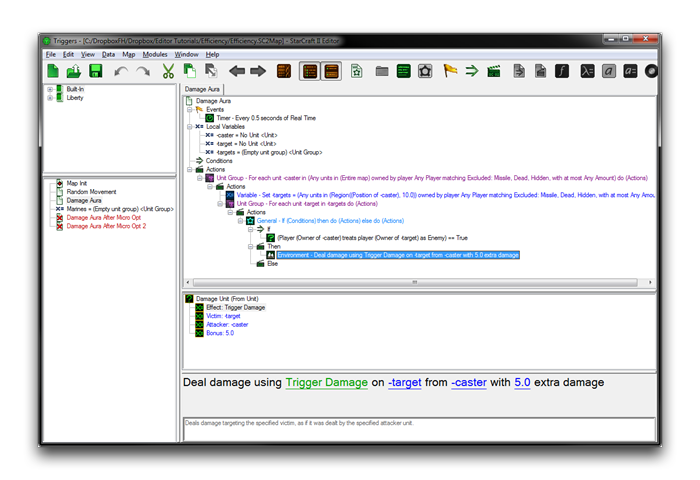 Triggers - [C:/DropboxFH/Dropbox/Editor Tutorials/Efficiency/Efficiency.SC2Map] - StarCraft II Editor
File Edit View Data Map Modules Window Help
Built-In
Liberty
Map Init
Random Movement
Damage Aura
Marines = (Empty unit group) <Unit Group>
Damage Aura After Micro Opt
Damage Aura After Micro Opt 2
Damage Aura
Damage Aura
Events
Timer - Every 0.5 seconds of Real Time
Local Variables
-caster = No Unit <Unit>
-target = No Unit <Unit>
-targets = (Empty unit group) <Unit Group>
Conditions
Actions
Unit Group - For each unit -caster in (Any units in (Entire map) owned by player Any Player matching Excluded: Missile, Dead, Hidden, with at most Any Amount) do (Actions)
Actions
Variable - Set -targets = (Any units in (Region((Position of -caster), 10.0)) owned by player Any Player matching Excluded: Missile, Dead, Hidden, with at most Any Amou
Unit Group - For each unit -target in -targets do (Actions)
Actions
General - If (Conditions) then do (Actions) else do (Actions)
If
(Player (Owner of -caster) treats player (Owner of -target) as Enemy) == True
Then
Environment - Deal damage using Trigger Damage on -target from -caster with 5.0 extra damage
Else
Damage Unit (From Unit)
Effect: Trigger Damage
Victim: -target
Attacker: -caster
Bonus: 5.0
Deal damage using Trigger Damage on -target from -caster with 5.0 extra damage
Deals damage targeting the specified victim, as if it was dealt by the specified attacker unit.